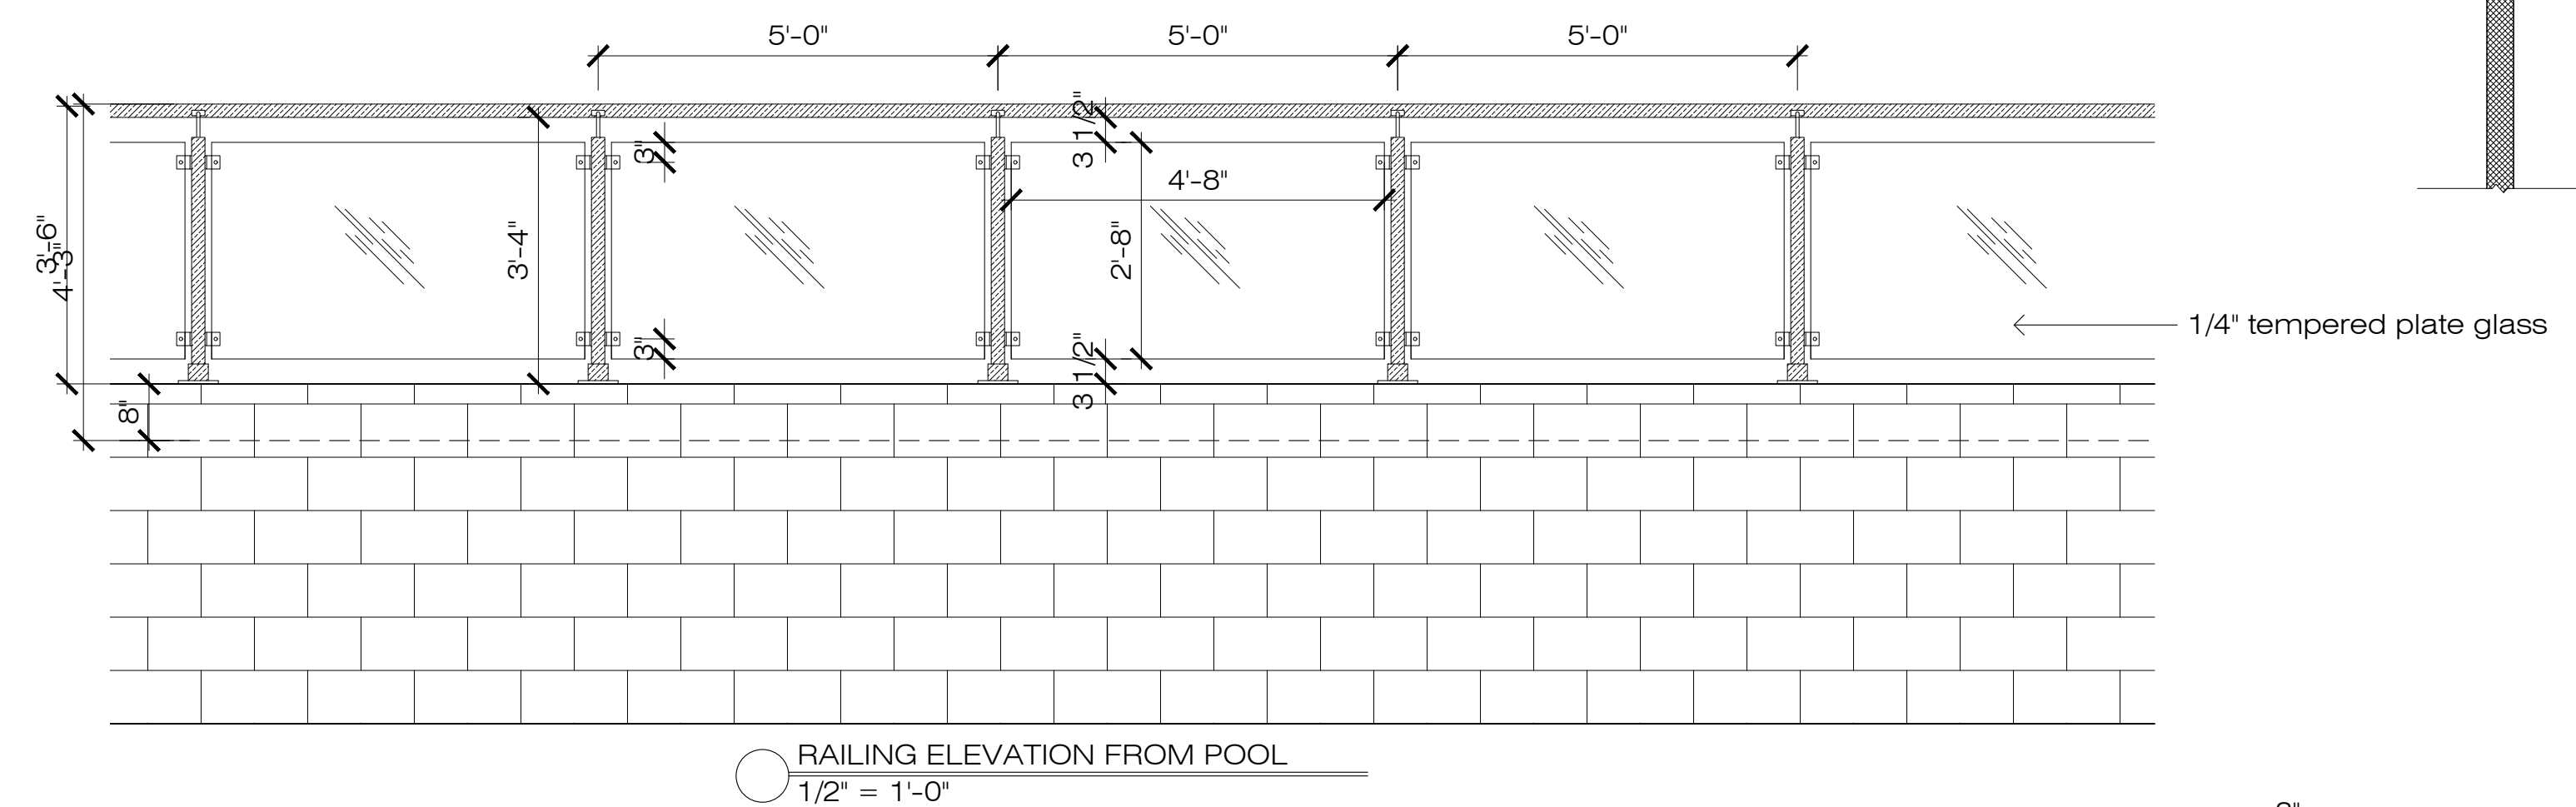 5'-0" 5'-0" 5'-0"
3 1/2"
3"
4'-8"
3'-6"
4'-3"
3'-4"
2'-8"
1/4" tempered plate glass
3"
3 1/2"
8"
RAILING ELEVATION FROM POOL
1/2" = 1'-0"